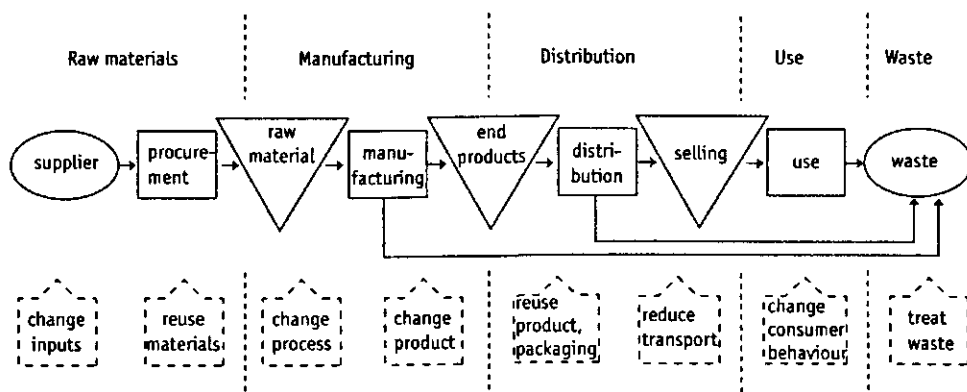 Raw materials
Manufacturing
Distribution
Use
Waste
supplier
procure-
ment
raw
material
manu-
facturing
end
products
distri-
bution
selling
use
waste
change
inputs
reuse
materials
change
process
change
product
reuse
product,
packaging
reduce
transport
change
consumer
behaviour
treat
waste